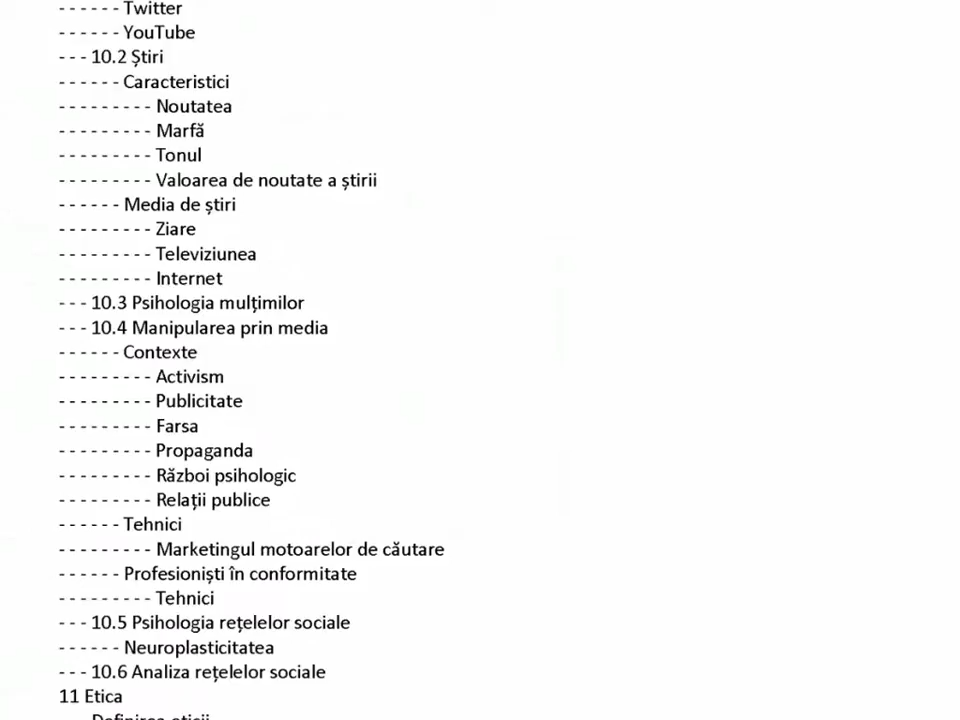 - - - - - - Twitter
- - - - - - YouTube
- - - 10.2 Știri
- - - - - - Caracteristici
- - - - - - - - - Noutatea
- - - - - - - - - Marfă
- - - - - - - - - Tonul
- - - - - - - - - Valoarea de noutate a știrii
- - - - - - Media de știri
- - - - - - - - - Ziare
- - - - - - - - - Televiziunea
- - - - - - - - - Internet
- - - 10.3 Psihologia mulțimilor
- - - 10.4 Manipularea prin media
- - - - - - Contexte
- - - - - - - - - Activism
- - - - - - - - - Publicitate
- - - - - - - - - Farsa
- - - - - - - - - Propaganda
- - - - - - - - - Război psihologic
- - - - - - - - - Relații publice
- - - - - - Tehnici
- - - - - - - - - Marketingul motoarelor de căutare
- - - - - - Profesioniști în conformitate
- - - - - - - - - Tehnici
- - - 10.5 Psihologia rețelelor sociale
- - - - - - Neuroplasticitatea
- - - 10.6 Analiza rețelelor sociale
11 Etica
- - - Definirea eticii